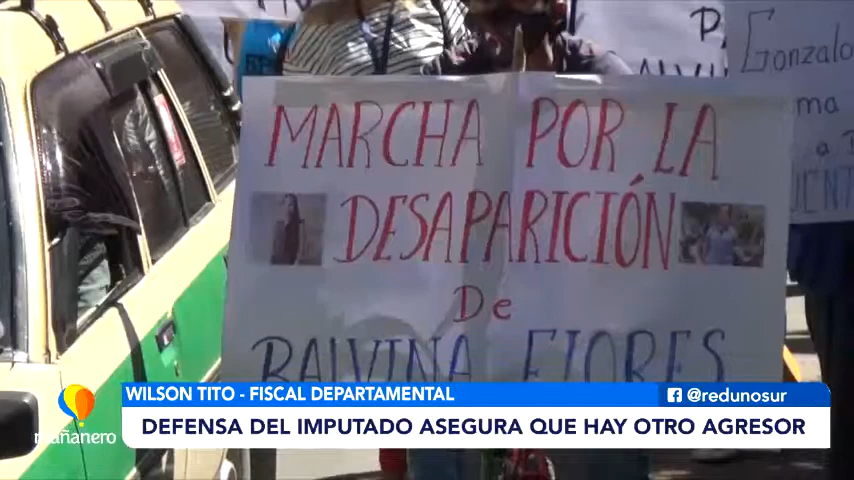 MARCHA POR LA
DESAPARICIÓN
De
BALVINA FLORES
Gonzalo
WILSON TITO - FISCAL DEPARTAMENTAL
@redunosur
DEFENSA DEL IMPUTADO ASEGURA QUE HAY OTRO AGRESOR
mañanero